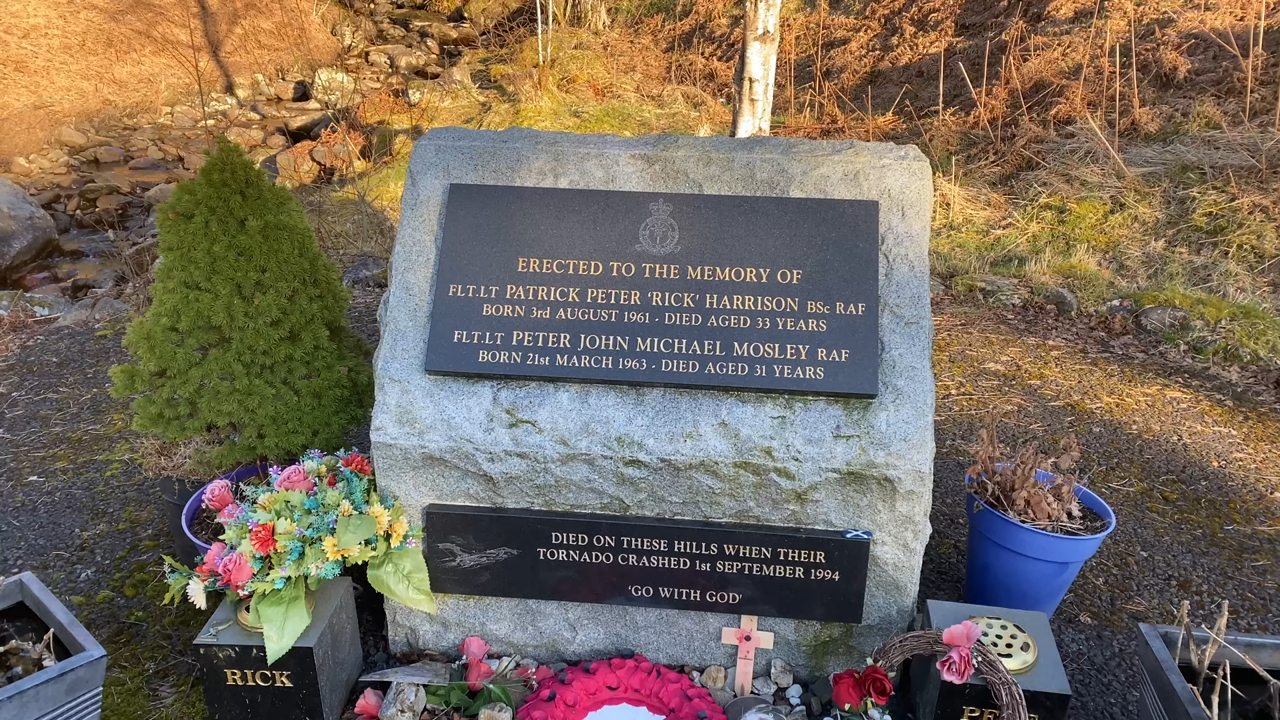 ERECTED TO THE MEMORY OF
FLT.LT PATRICK PETER 'RICK' HARRISON BSc RAF
BORN 3rd AUGUST 1961 - DIED AGED 33 YEARS
FLT.LT PETER JOHN MICHAEL MOSLEY RAF
BORN 21st MARCH 1963 - DIED AGED 31 YEARS
DIED ON THESE HILLS WHEN THEIR
TORNADO CRASHED 1st SEPTEMBER 1994
'GO WITH GOD'
RICK